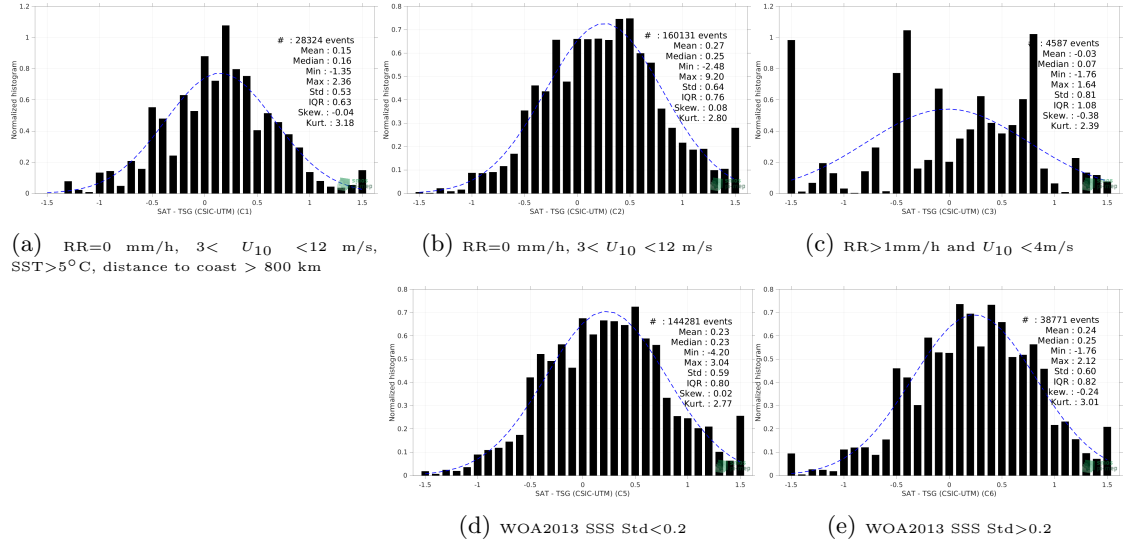 # : 28324 events
Mean : 0.15
Median : 0.16
Min : -1.35
Max : 2.36
Std : 0.53
IQR : 0.63
Skew. : -0.04
Kurt. : 3.18
Normalized histogram
1.2
1
0.8
0.6
0.4
0.2
0
-1.5 -1 -0.5 0 0.5 1 1.5
SAT - TSG (CSIC-UTM) (C1)
(a) RR=0 mm/h, 3< U10 <12 m/s,
SST>5°C, distance to coast > 800 km
# : 160131 events
Mean : 0.27
Median : 0.25
Min : -2.48
Max : 9.20
Std : 0.64
IQR : 0.76
Skew. : 0.08
Kurt. : 2.80
Normalized histogram
0.8
0.7
0.6
0.5
0.4
0.3
0.2
0.1
0
-1.5 -1 -0.5 0 0.5 1 1.5
SAT - TSG (CSIC-UTM) (C2)
(b) RR=0 mm/h, 3< U10 <12 m/s
: 4587 events
Mean : -0.03
Median : 0.07
Min : -1.76
Max : 1.64
Std : 0.81
IQR : 1.08
Skew. : -0.38
Kurt. : 2.39
Normalized histogram
1.2
1
0.8
0.6
0.4
0.2
0
-1.5 -1 -0.5 0 0.5 1 1.5
SAT - TSG (CSIC-UTM) (C3)
(c) RR>1mm/h and U10 <4m/s
# : 144281 events
Mean : 0.23
Median : 0.23
Min : -4.20
Max : 3.04
Std : 0.59
IQR : 0.80
Skew. : 0.02
Kurt. : 2.77
Normalized histogram
0.8
0.7
0.6
0.5
0.4
0.3
0.2
0.1
0
-1.5 -1 -0.5 0 0.5 1 1.5
SAT - TSG (CSIC-UTM) (C5)
(d) WOA2013 SSS Std<0.2
# : 38771 events
Mean : 0.24
Median : 0.25
Min : -1.76
Max : 2.12
Std : 0.60
IQR : 0.82
kew. : -0.24
Kurt. : 3.01
Normalized histogram
0.8
0.7
0.6
0.5
0.4
0.3
0.2
0.1
0
-1.5 -1 -0.5 0 0.5 1 1.5
SAT - TSG (CSIC-UTM) (C6)
(e) WOA2013 SSS Std>0.2